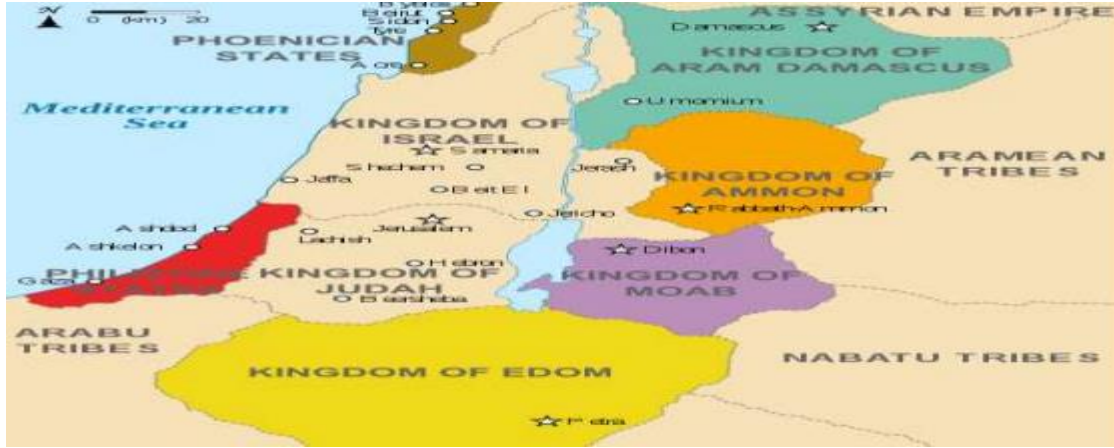 N
0 (km) 20
Beirut
Sidon
Tyre
ASSYRIAN EMPIRE
Damascus
PHOENICIAN
STATES
KINGDOM OF
ARAM DAMASCUS
Mediterranean
Sea
KINGDOM OF
ISRAEL
Samaria
Shechem
Jerash
ARAMEAN
TRIBES
KINGDOM OF
AMMON
Jaffa
Beit El
Rabbath-Ammon
Jericho
Ashdod
Jerusalem
Lachish
Ashkelon
Dibon
Hebron
Gaza
KINGDOM OF
JUDAH
KINGDOM OF
MOAB
Beersheba
ARABU
TRIBES
NABATU TRIBES
KINGDOM OF EDOM